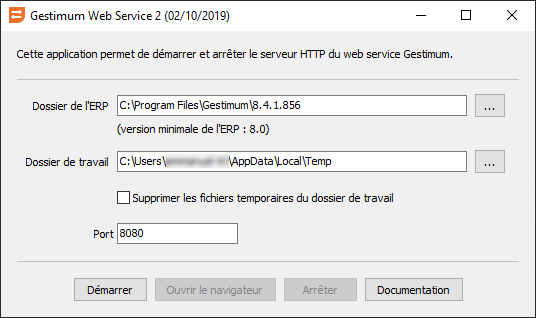 Gestimum Web Service 2 (02/10/2019)
Cette application permet de démarrer et arrêter le serveur HTTP du web service Gestimum.
Dossier de l'ERP C:\Program Files\Gestimum\8.4.1.856 ...
(version minimale de l'ERP : 8.0)
Dossier de travail C:\Users\ \AppData\Local\Temp ...
Supprimer les fichiers temporaires du dossier de travail
Port 8080
Démarrer Ouvrir le navigateur Arrêter Documentation